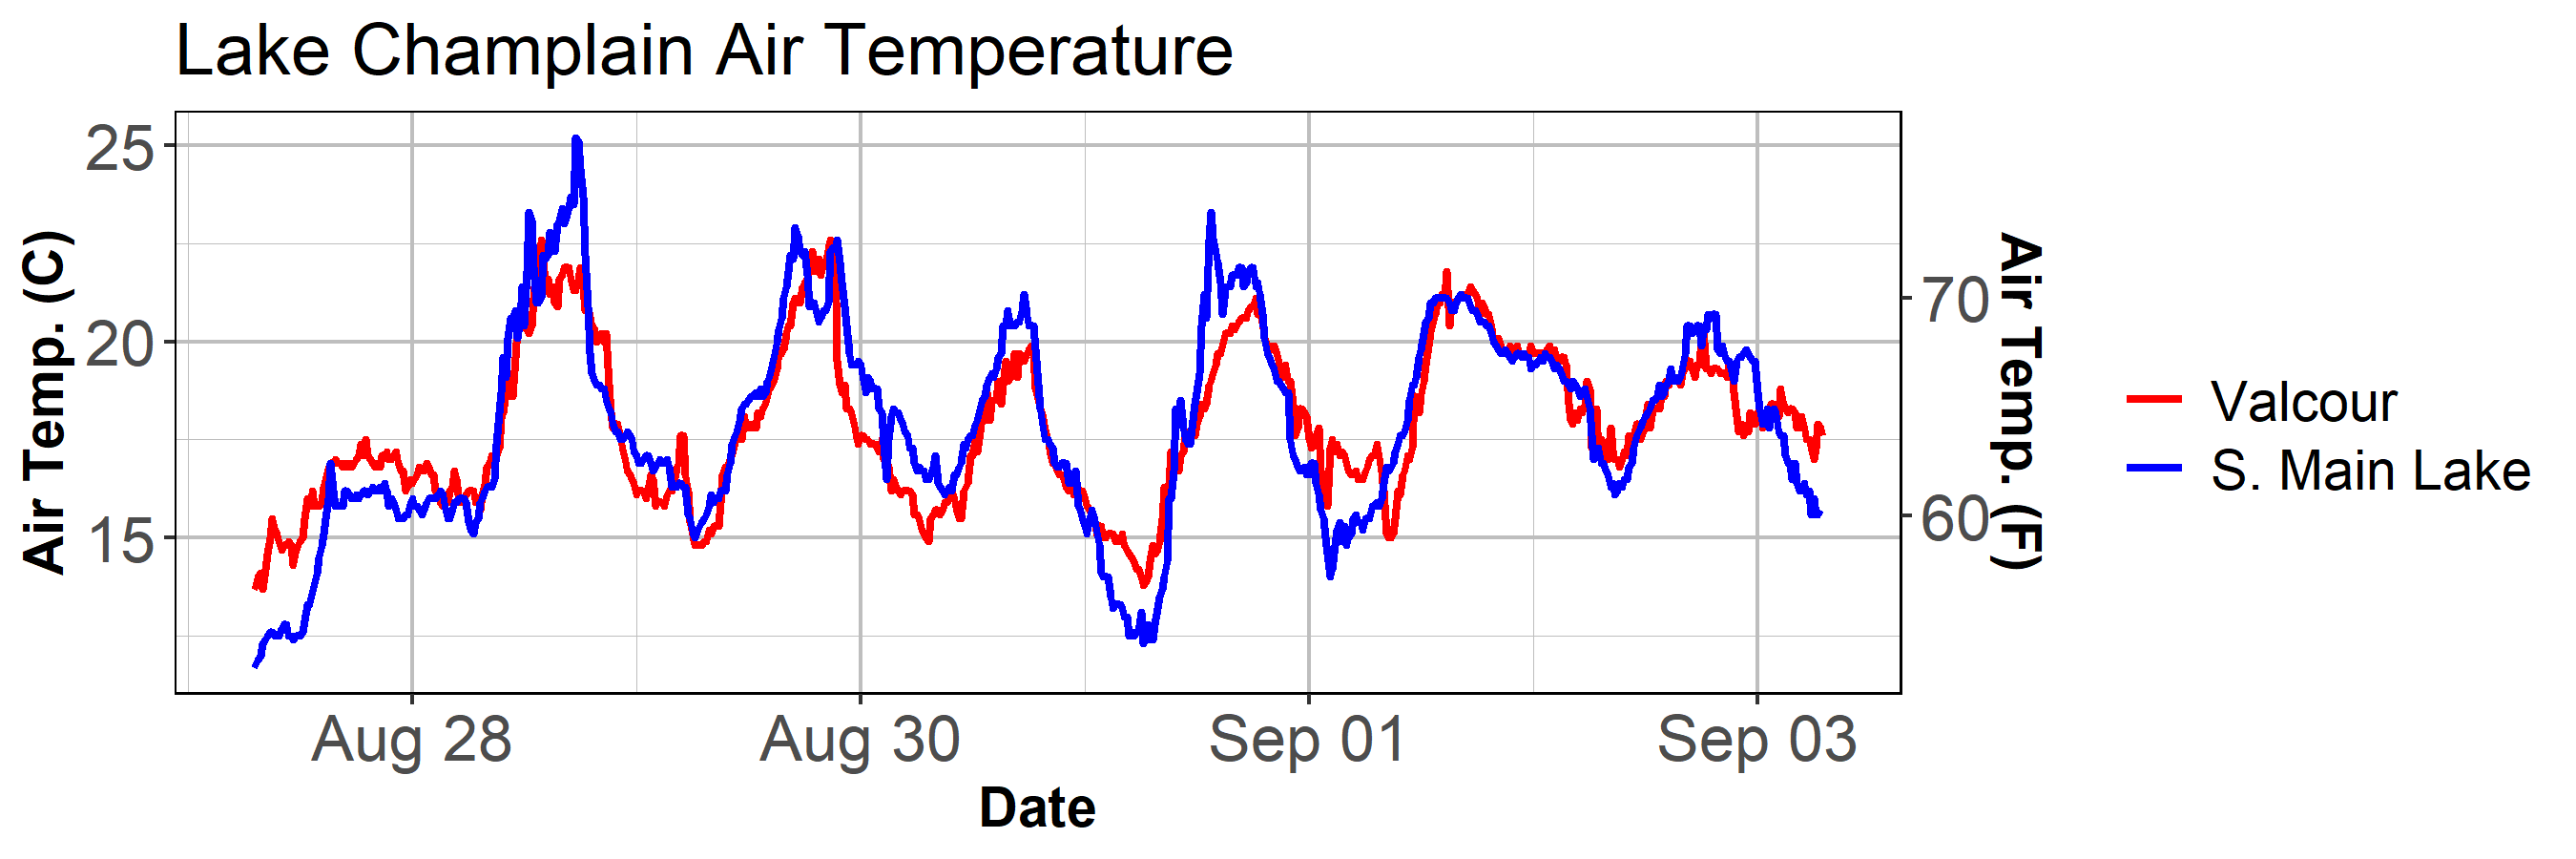 Lake Champlain Air Temperature
Air Temp. (C)
25
20
15
Aug 28
Aug 30
Sep 01
Sep 03
Date
70
60
Air Temp. (F)
Valcour
S. Main Lake